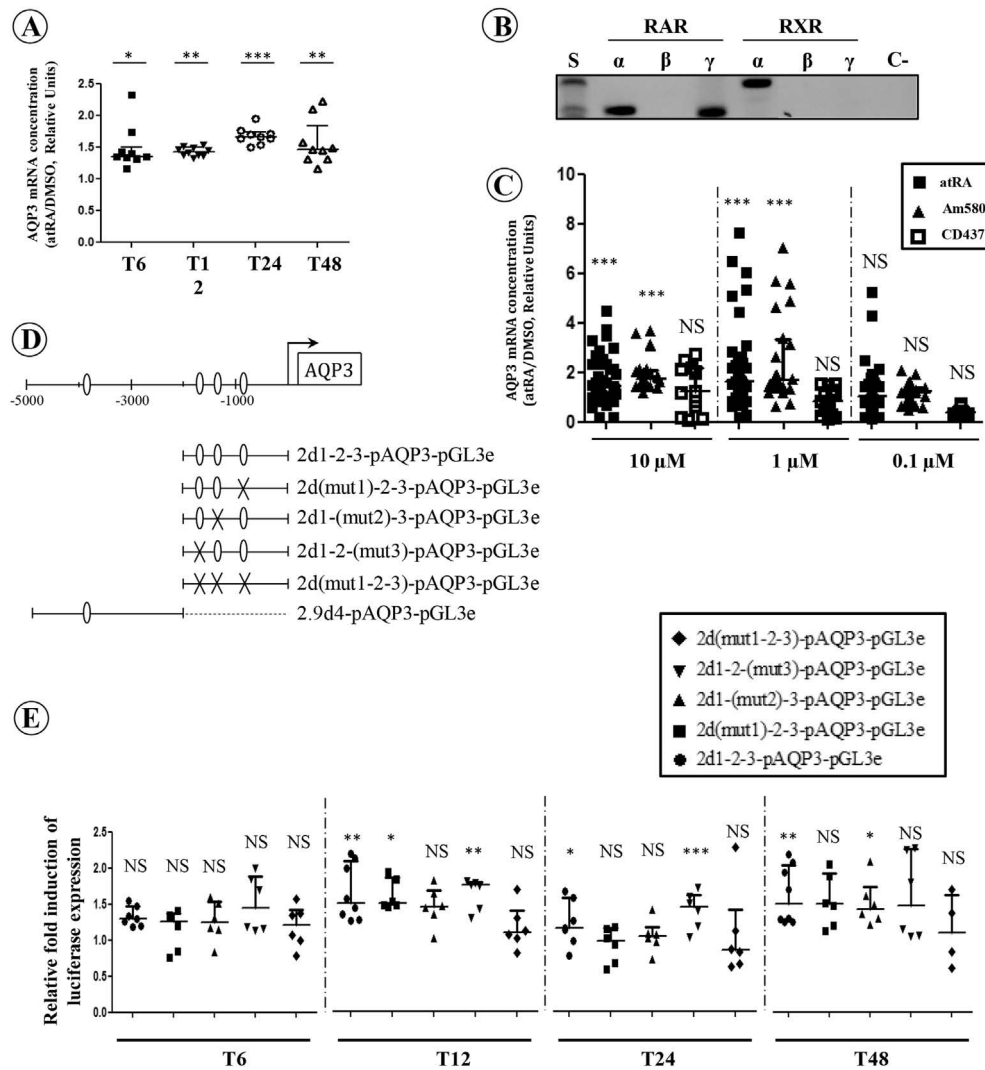 A
* ** *** **
AQP3 mRNA concentration
(atRA/DMSO, Relative Units)
2.5
2.0
1.5
1.0
0.5
0.0
T6 T1 T24 T48
2
B
RAR RXR
S α β γ α β γ C-
C
AQP3 mRNA concentration
(atRA/DMSO, Relative Units)
10
8
6
4
2
0
atRA
Am580
CD437
*** *** NS
*** *** NS
NS NS NS
10 μM 1 μM 0.1 μM
D
AQP3
-5000 -3000 -1000
2d1-2-3-pAQP3-pGL3e
2d(mut1)-2-3-pAQP3-pGL3e
2d1-(mut2)-3-pAQP3-pGL3e
2d1-2-(mut3)-pAQP3-pGL3e
2d(mut1-2-3)-pAQP3-pGL3e
2.9d4-pAQP3-pGL3e
2d(mut1-2-3)-pAQP3-pGL3e
2d1-2-(mut3)-pAQP3-pGL3e
2d1-(mut2)-3-pAQP3-pGL3e
2d(mut1)-2-3-pAQP3-pGL3e
2d1-2-3-pAQP3-pGL3e
E
Relative fold induction of
luciferase expression
2.5
2.0
1.5
1.0
0.5
0.0
NS NS NS NS NS
** * NS ** NS
* NS NS *** NS
** NS * NS NS
T6 T12 T24 T48